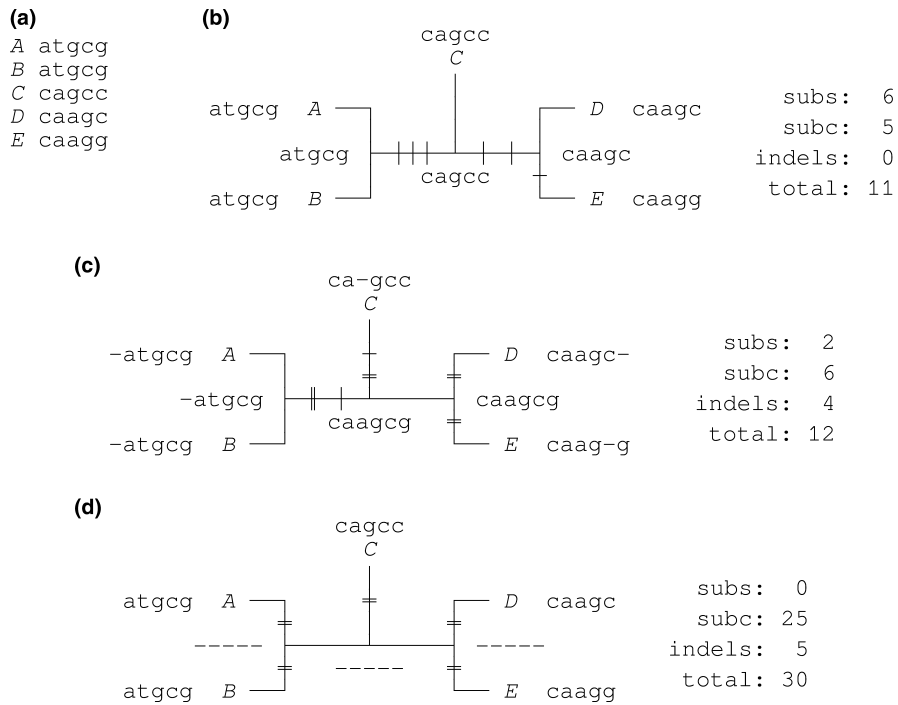 (a)
A atgcg
B atgcg
C cagcc
D caagc
E caagg
(b)
cagcc
C
atgcg A
D caagc
atgcg
caagc
cagcc
atgcg B
E caagg
subs: 6
subc: 5
indels: 0
total: 11
(c)
ca-gcc
C
-atgcg A
D caagc-
-atgcg
caagcg
caagcg
-atgcg B
E caag-g
subs: 2
subc: 6
indels: 4
total: 12
(d)
cagcc
C
atgcg A
D caagc
-----
-----
-----
atgcg B
E caagg
subs: 0
subc: 25
indels: 5
total: 30